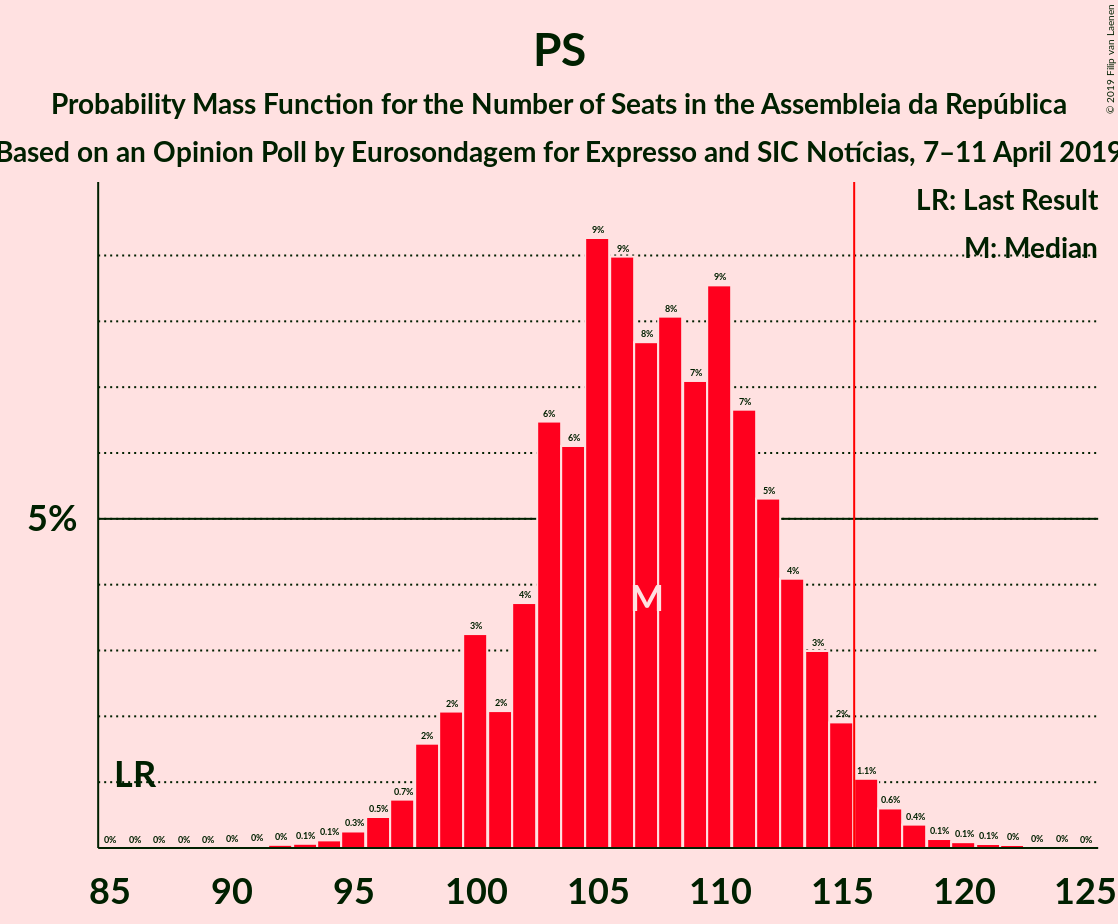 PS
Probability Mass Function for the Number of Seats in the Assembleia da República
Based on an Opinion Poll by Eurosondagem for Expresso and SIC Notícias, 7–11 April 2019
© 2019 Filip van Laenen
LR: Last Result
M: Median
5%
LR
M
0% 0% 0% 0% 0% 0% 0% 0% 0.1% 0.1% 0.3% 0.5% 0.7% 2% 2% 3% 2% 4% 6% 6% 9% 9% 8% 8% 7% 9% 7% 5% 4% 3% 2% 1.1% 0.6% 0.4% 0.1% 0.1% 0.1% 0% 0% 0% 0%
85 90 95 100 105 110 115 120 125